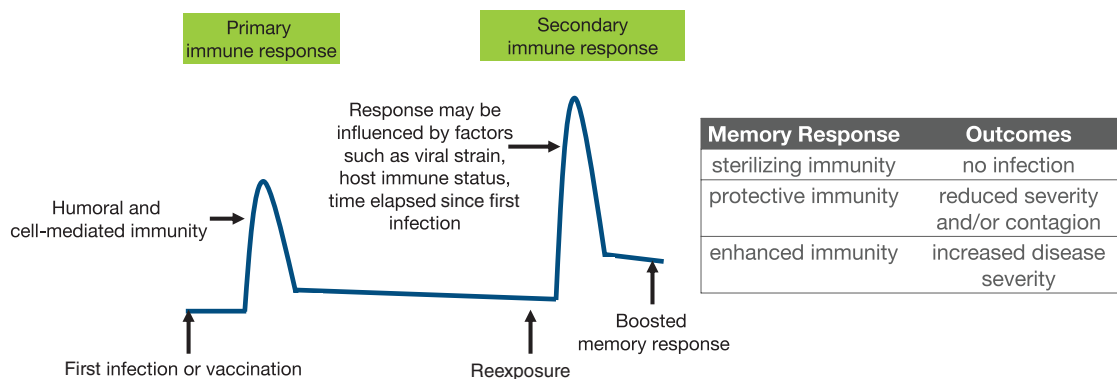 Primary
immune response
Secondary
immune response
Response may be
influenced by factors
such as viral strain,
host immune status,
time elapsed since first
infection
Humoral and
cell-mediated immunity
First infection or vaccination
Reexposure
Boosted
memory response
Memory Response Outcomes
sterilizing immunity no infection
protective immunity reduced severity
and/or contagion
enhanced immunity increased disease
severity